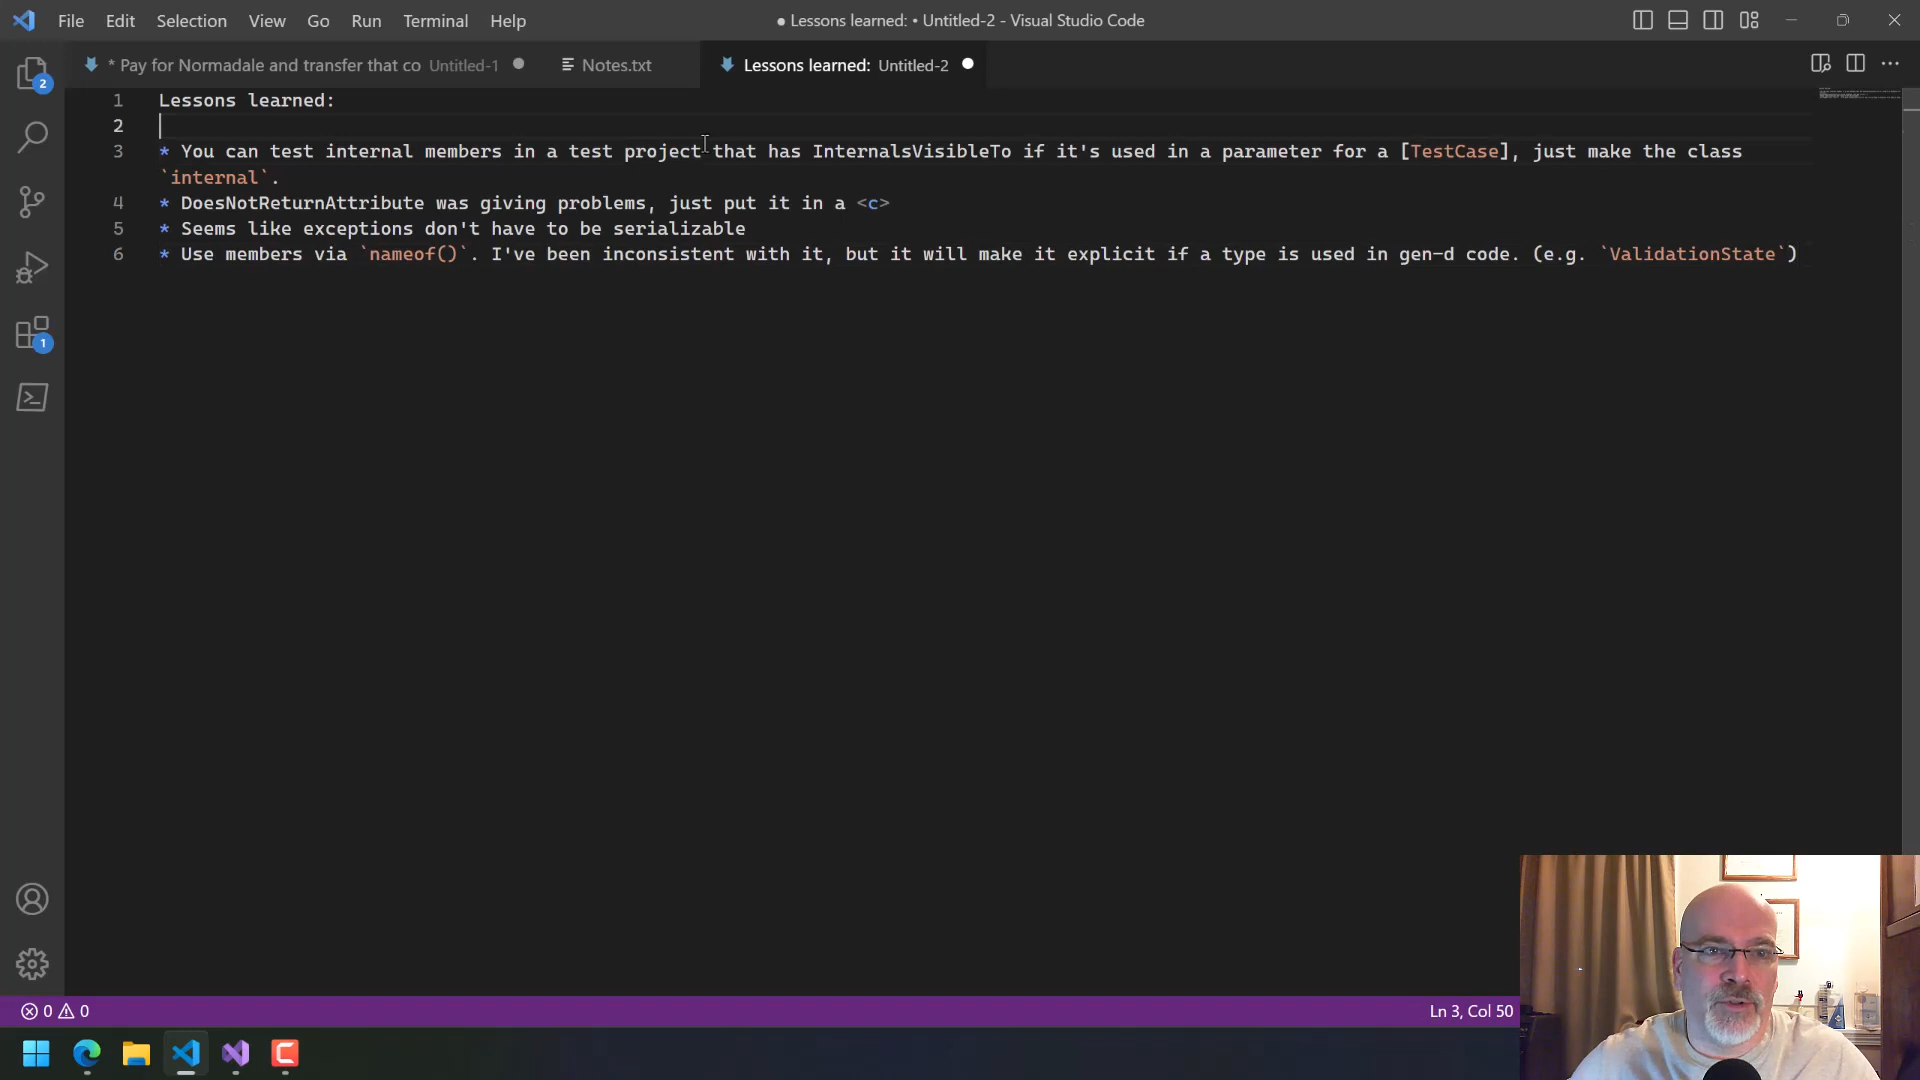 File Edit Selection View Go Run Terminal Help
● Lessons learned: • Untitled-2 - Visual Studio Code
* Pay for Normadale and transfer that co Untitled-1
Notes.txt
Lessons learned: Untitled-2
1 Lessons learned:
2
3 * You can test internal members in a test project that has InternalsVisibleTo if it's used in a parameter for a [TestCase], just make the class
`internal`.
4 * DoesNotReturnAttribute was giving problems, just put it in a <c>
5 * Seems like exceptions don't have to be serializable
6 * Use members via `nameof()`. I've been inconsistent with it, but it will make it explicit if a type is used in gen-d code. (e.g. `ValidationState`)
2
1
0 0
Ln 3, Col 50